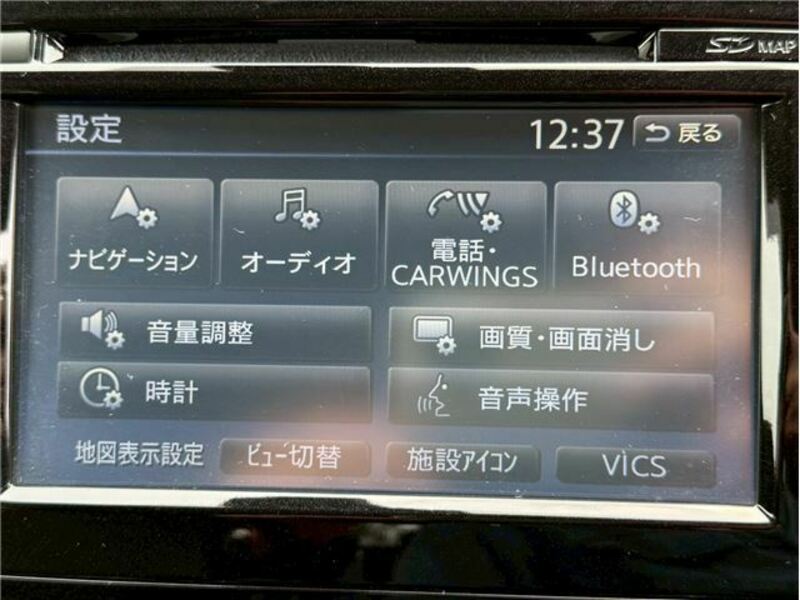 SD MAP
設定
12:37
戻る
ナビゲーション
オーディオ
電話・
CARWINGS
Bluetooth
音量調整
画質・画面消し
時計
音声操作
地図表示設定
ビュー切替
施設アイコン
VICS